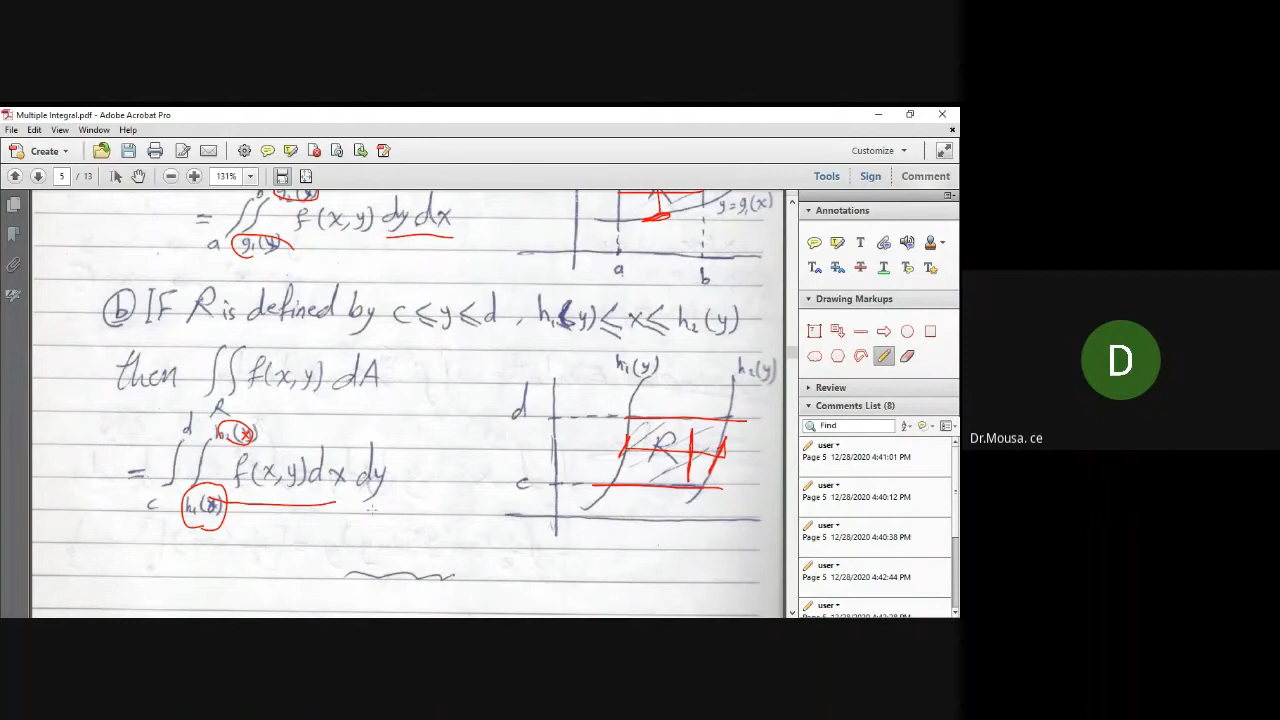 Multiple Integral.pdf - Adobe Acrobat Pro
File Edit View Window Help
Create
Customize
5 / 13
131%
Tools Sign Comment
= ∫∫ f(x,y) dy dx
a
y=g₁(x)
a
b
ⓑ IF R is defined by c ≤ y ≤ d , h₁(y) ≤ x ≤ h₂(y)
then ∫∫ f(x,y) dA
R
h₁(y)
h₂(y)
d
R
c
d
h₂(x)
= ∫∫ f(x,y)dx dy
c
Annotations
T
T
Drawing Markups
Review
Comments List (8)
Find
user
Page 5 12/28/2020 4:41:01 PM
user
Page 5 12/28/2020 4:40:12 PM
user
Page 5 12/28/2020 4:40:38 PM
user
Page 5 12/28/2020 4:42:44 PM
user
D
Dr.Mousa. ce